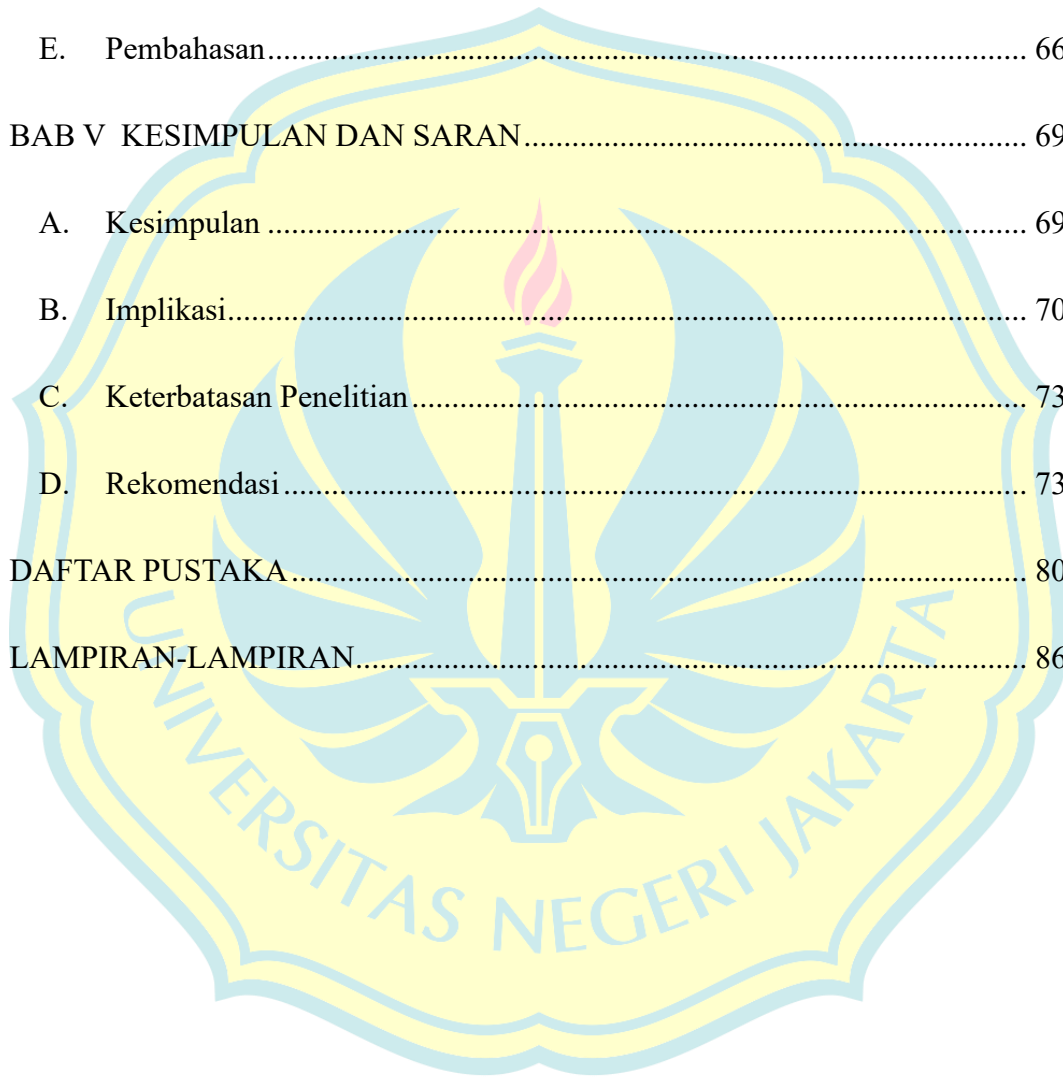 E. Pembahasan............................................................................................ 66
BAB V  KESIMPULAN DAN SARAN............................................................. 69
A. Kesimpulan ............................................................................................ 69
B. Implikasi................................................................................................. 70
C. Keterbatasan Penelitian........................................................................... 73
D. Rekomendasi........................................................................................... 73
DAFTAR PUSTAKA......................................................................................... 80
LAMPIRAN-LAMPIRAN................................................................................. 86
UNIVERSITAS NEGERI JAKARTA